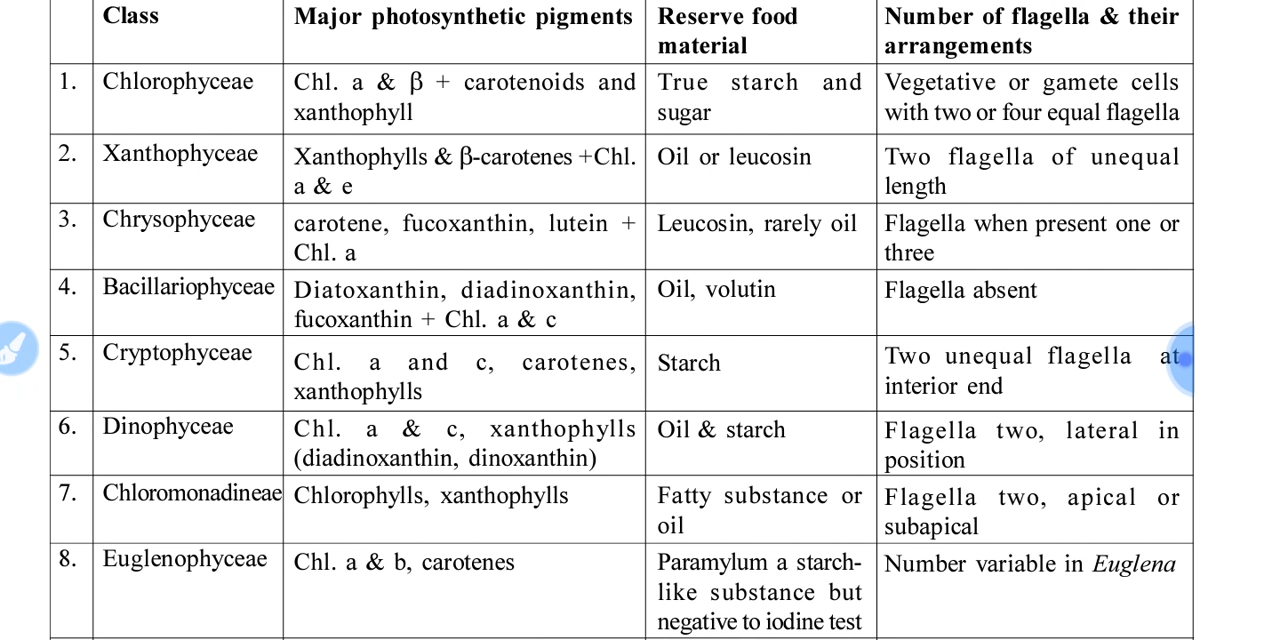 Class Major photosynthetic pigments Reserve food Number of flagella & their
material arrangements
1. Chlorophyceae Chl. a & β + carotenoids and True starch and Vegetative or gamete cells
xanthophyll sugar with two or four equal flagella
2. Xanthophyceae Xanthophylls & β-carotenes +Chl. Oil or leucosin Two flagella of unequal
a & e length
3. Chrysophyceae carotene, fucoxanthin, lutein + Leucosin, rarely oil Flagella when present one or
Chl. a three
4. Bacillariophyceae Diatoxanthin, diadinoxanthin, Oil, volutin Flagella absent
fucoxanthin + Chl. a & c
5. Cryptophyceae Chl. a and c, carotenes, Starch Two unequal flagella at
xanthophylls interior end
6. Dinophyceae Chl. a & c, xanthophylls Oil & starch Flagella two, lateral in
(diadinoxanthin, dinoxanthin) position
7. Chloromonadineae Chlorophylls, xanthophylls Fatty substance or Flagella two, apical or
oil subapical
8. Euglenophyceae Chl. a & b, carotenes Paramylum a starch- Number variable in Euglena
like substance but
negative to iodine test